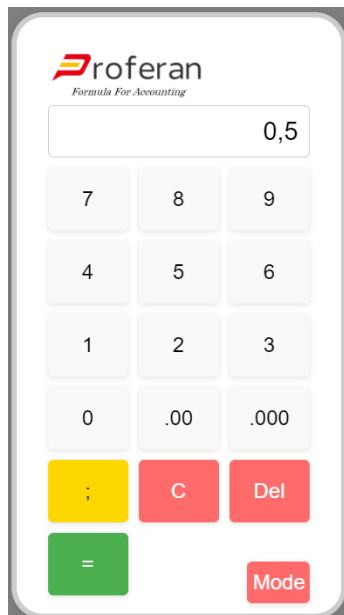 Proferan
Formula For Accounting
0,5
7 8 9
4 5 6
1 2 3
0 .00 .000
; C Del
=
Mode